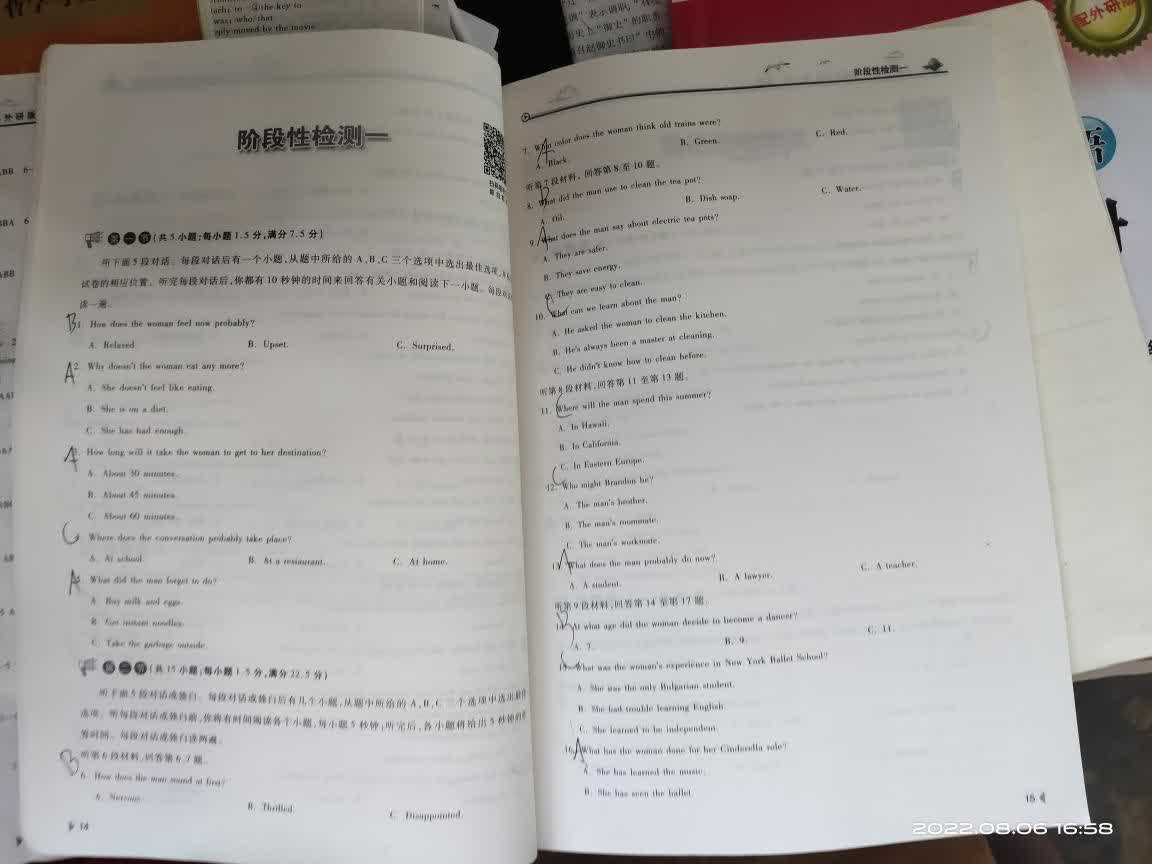 阶段性检测一
第一节(共5小题;每小题1.5分,满分7.5分)
听下面5段对话。每段对话后有一个小题,从题中所给的A、B、C三个选项中选出最佳选项,
试卷的相应位置。听完每段对话后,你都有10秒钟的时间来回答有关小题和阅读下一小题。每段对话
读一遍。
B 1. How does the woman feel now probably?
A. Relaxed. B. Upset. C. Surprised.
A 2. Why doesn't the woman eat any more?
A. She doesn't feel like eating.
B. She is on a diet.
C. She has had enough.
A 3. How long will it take the woman to get to her destination?
A. About 30 minutes.
B. About 45 minutes.
C. About 60 minutes.
C Where does the conversation probably take place?
A. At school. B. At a restaurant. C. At home.
A What did the man forget to do?
A. Buy milk and eggs.
B. Get instant noodles.
C. Take the garbage outside.
第二节(共15小题;每小题1.5分,满分22.5分)
听下面5段对话或独白。每段对话或独白后有几个小题,从题中所给的A、B、C三个选项中选出最佳
选项。听每段对话或独白前,你将有时间阅读各个小题,每小题5秒钟;听完后,各小题将给出5秒钟的
答时间。每段对话或独白读两遍。
听第6段材料,回答第6、7题。
B 6. How does the man sound at first?
A. Nervous. B. Thrilled. C. Disappointed.
14
阶段性检测一
7. What color does the woman think old trains were?
A
A. Black. B. Green. C. Red.
听第7段材料,回答第8至10题。
8. What did the man use to clean the tea pot?
B
A. Oil. B. Dish soap. C. Water.
9. What does the man say about electric tea pots?
A
A. They are safer.
B. They save energy.
C. They are easy to clean.
10. What can we learn about the man?
C
A. He asked the woman to clean the kitchen.
B. He's always been a master at cleaning.
C. He didn't know how to clean before.
听第8段材料,回答第11至第13题。
11. Where will the man spend this summer?
C
A. In Hawaii.
B. In California.
C. In Eastern Europe.
12. Who might Brandon be?
C
A. The man's brother.
B. The man's roommate.
C. The man's workmate.
13. What does the man probably do now?
A
A. A student. B. A lawyer. C. A teacher.
听第9段材料,回答第14至第17题。
14. At what age did the woman decide to become a dancer?
B
A. 7. B. 9. C. 11.
15. What was the woman's experience in New York Ballet School?
C
A. She was the only Bulgarian student.
B. She had trouble learning English.
C. She learned to be independent.
16. What has the woman done for her Cinderella role?
A
A. She has learned the music.
B. She has seen the ballet.
15
2022.08.06 16:58